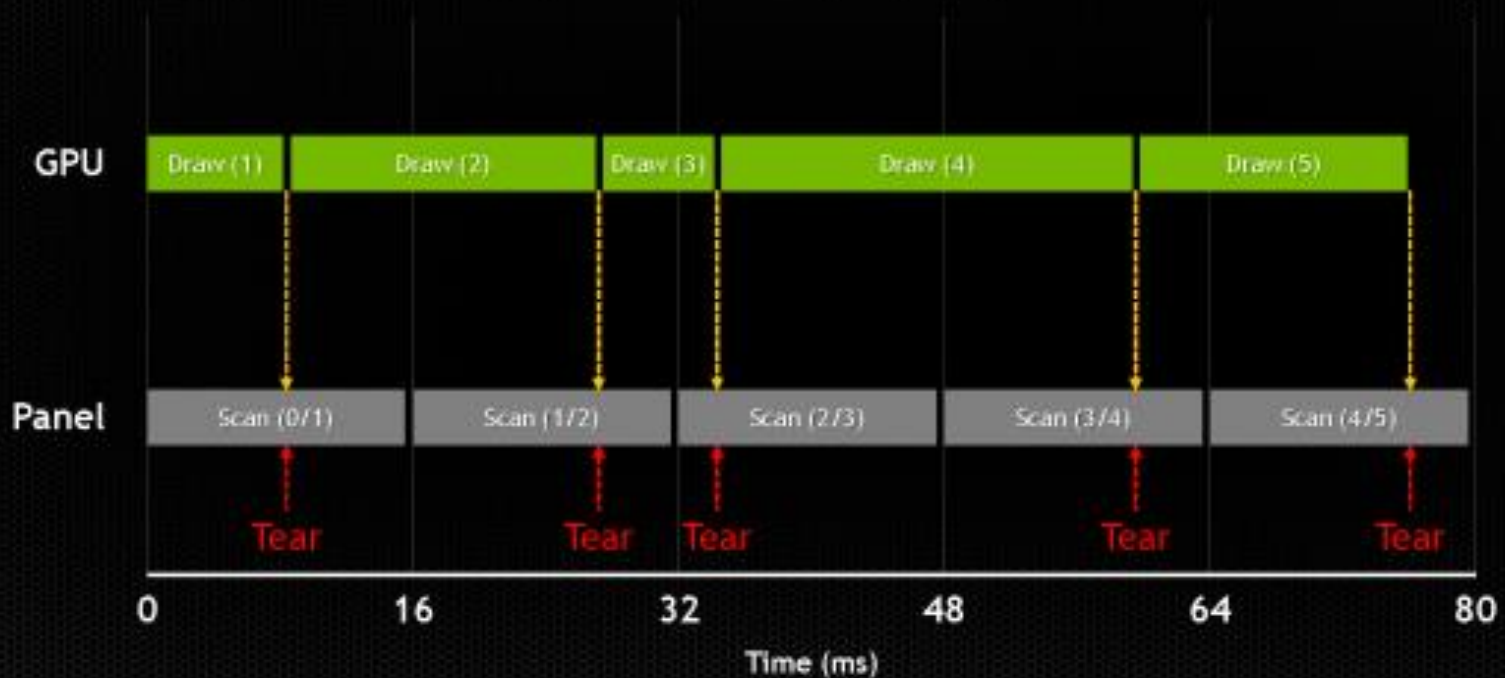 GPU
Draw (1) Draw (2) Draw (3) Draw (4) Draw (5)
Panel
Scan (0/1) Scan (1/2) Scan (2/3) Scan (3/4) Scan (4/5)
Tear Tear Tear Tear Tear
0 16 32 48 64 80
Time (ms)